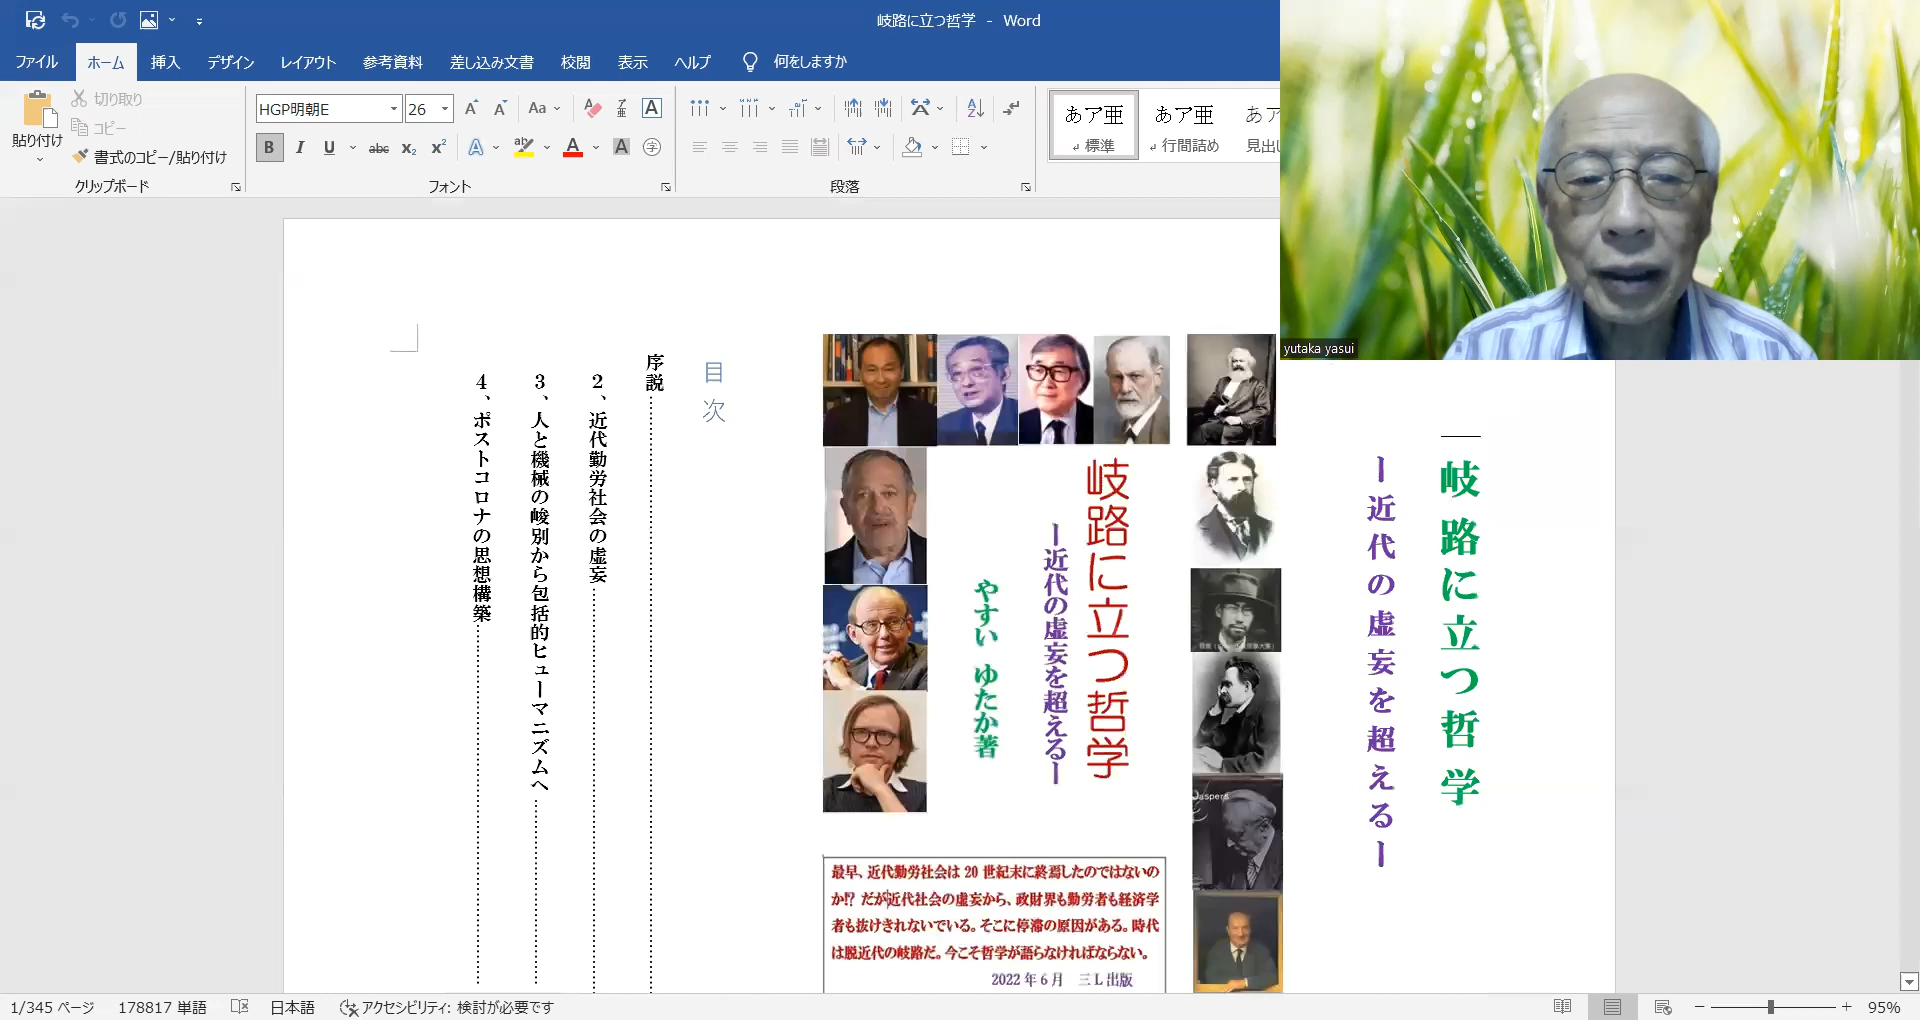 岐路に立つ哲学 - Word
ファイル
ホーム
挿入
デザイン
レイアウト
参考資料
差し込み文書
校閲
表示
ヘルプ
何をしますか
貼り付け
切り取り
コピー
書式のコピー/貼り付け
クリップボード
HGP明朝E
26
フォント
段落
あア亜
標準
あア亜
行間詰め
あア
見出し
yutaka yasui
岐路に立つ哲学
ー近代の虚妄を超えるー
岐路に立つ哲学
ー近代の虚妄を超えるー
やすい ゆたか著
Jaspers
最早、近代勤労社会は 20 世紀末に終焉したのではないの
か!? だが近代社会の虚妄から、政財界も勤労者も経済学
者も抜けきれないでいる。そこに停滞の原因がある。時代
は脱近代の岐路だ。今こそ哲学が語らなければならない。
2022 年 6 月 三 L 出版
目次
序説
2、近代勤労社会の虚妄
3、人と機械の峻別から包括的ヒューマニズムへ
4、ポストコロナの思想構築
1/345 ページ
178817 単語
日本語
アクセシビリティ: 検討が必要です
95%